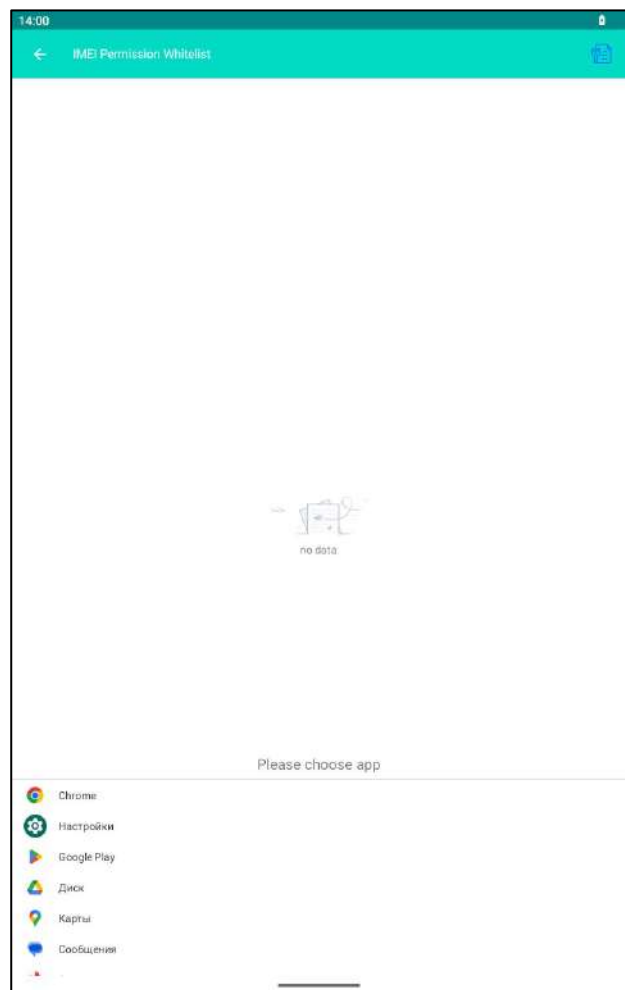 14:00
IMEI Permission Whitelist
no data
Please choose app
Chrome
Настройки
Google Play
Диск
Карты
Сообщения